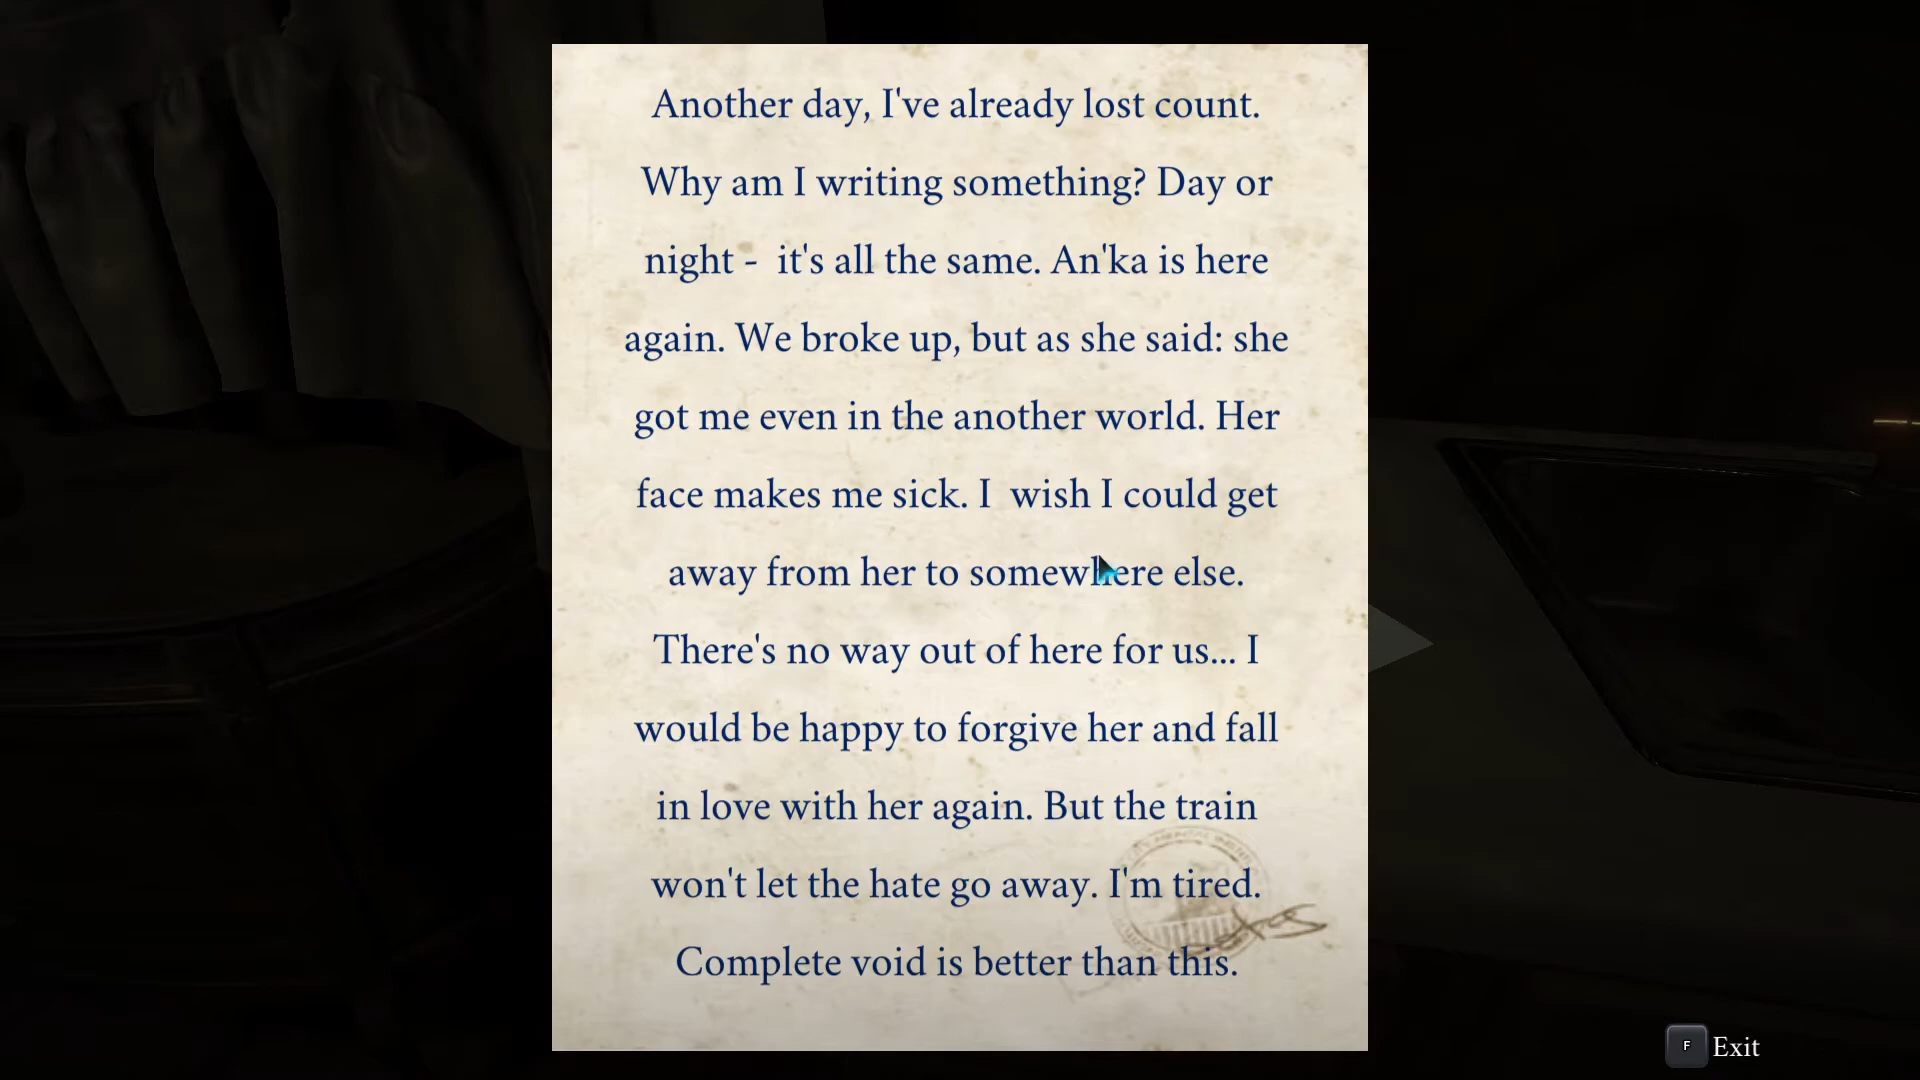 Another day, I've already lost count.
Why am I writing something? Day or
night -  it's all the same. An'ka is here
again. We broke up, but as she said: she
got me even in the another world. Her
face makes me sick. I  wish I could get
away from her to somewhere else.
There's no way out of here for us... I
would be happy to forgive her and fall
in love with her again. But the train
won't let the hate go away. I'm tired.
Complete void is better than this.
F Exit